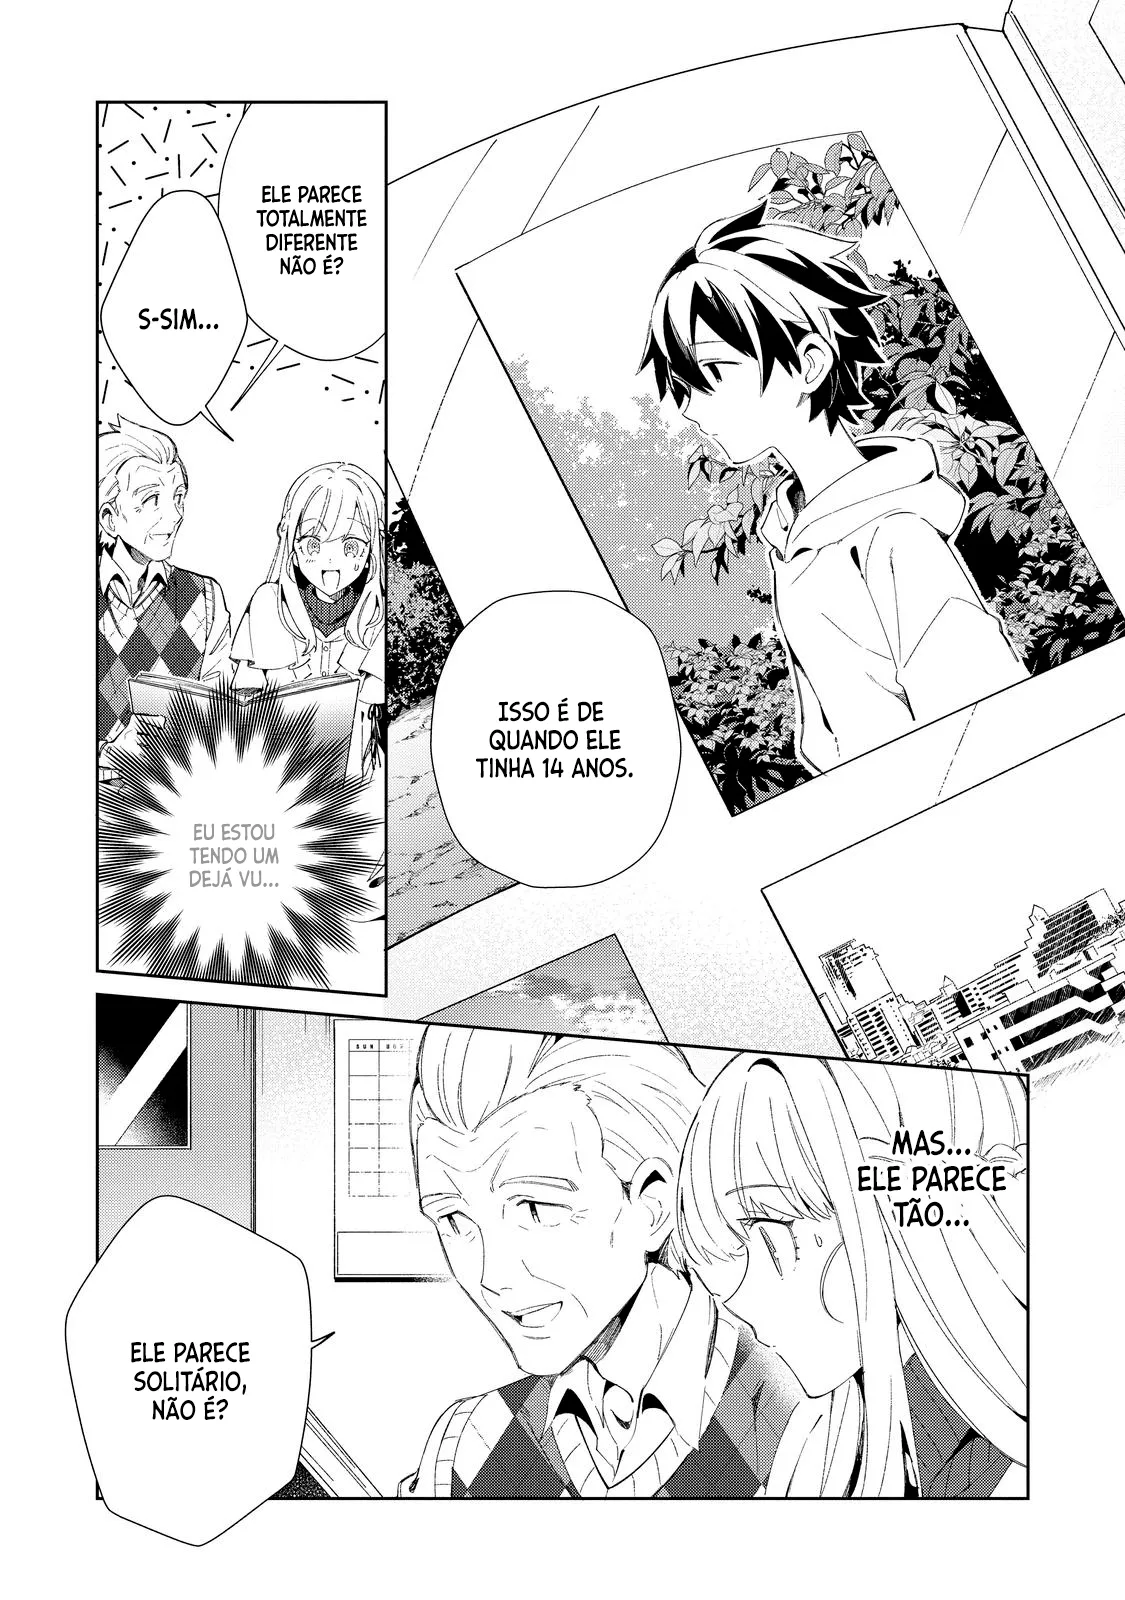 ISSO É DE
QUANDO ELE
TINHA 14 ANOS.
ELE PARECE
TOTALMENTE
DIFERENTE
NÃO É?
S-SIM...
EU ESTOU
TENDO UM
DEJÁ VU...
SUN
MAS...
ELE PARECE
TÃO...
ELE PARECE
SOLITÁRIO,
NÃO É?